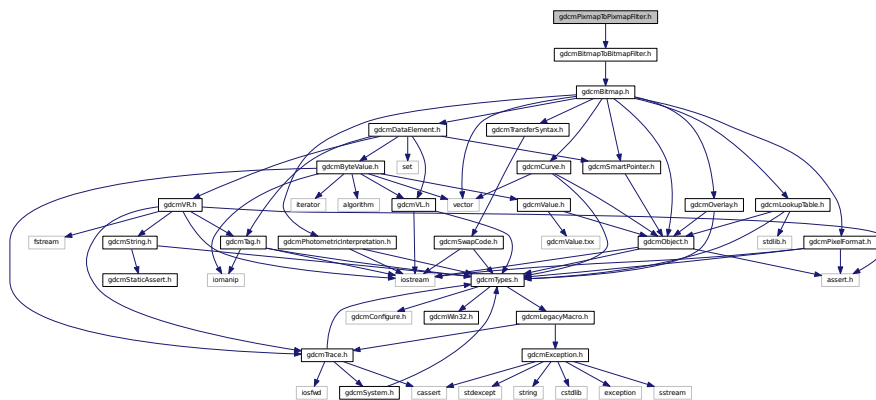 gdcmPixmapToPixmapFilter.h
gdcmBitmapToBitmapFilter.h
gdcmBitmap.h
gdcmDataElement.h
gdcmTransferSyntax.h
gdcmByteValue.h
set
gdcmCurve.h
gdcmSmartPointer.h
gdcmVR.h
iterator
algorithm
gdcmVL.h
vector
gdcmValue.h
gdcmOverlay.h
gdcmLookupTable.h
fstream
gdcmString.h
gdcmTag.h
gdcmPhotometricInterpretation.h
gdcmSwapCode.h
gdcmValue.txx
gdcmObject.h
stdlib.h
gdcmPixelFormat.h
gdcmStaticAssert.h
iomanip
iostream
gdcmTypes.h
assert.h
gdcmConfigure.h
gdcmWin32.h
gdcmLegacyMacro.h
gdcmTrace.h
gdcmException.h
iosfwd
gdcmSystem.h
cassert
stdexcept
string
cstdlib
exception
sstream